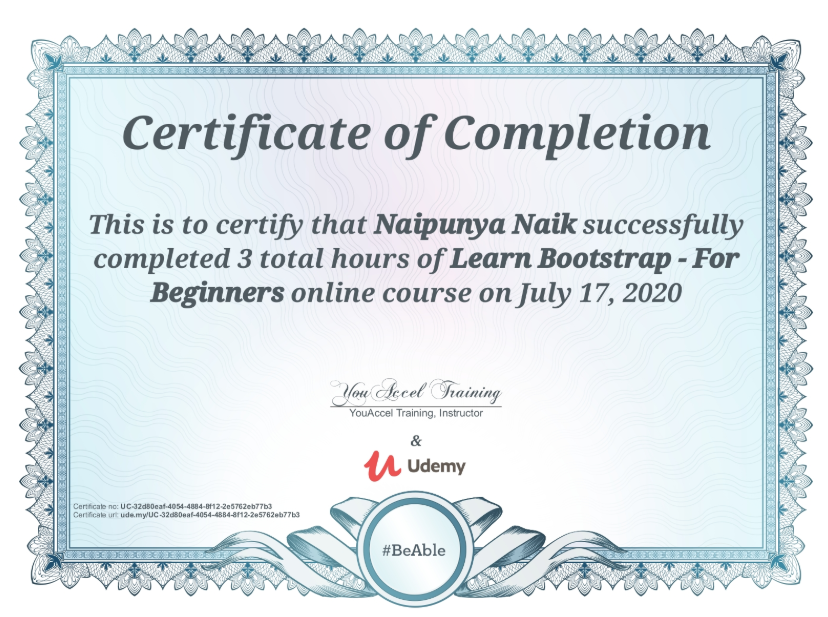 Certificate of Completion
This is to certify that Naipunya Naik successfully
completed 3 total hours of Learn Bootstrap - For
Beginners online course on July 17, 2020
YouAccel Training
YouAccel Training, Instructor
&
Udemy
Certificate no: UC-32d80eaf-4054-4884-8f12-2e5762eb77b3
Certificate url: ude.my/UC-32d80eaf-4054-4884-8f12-2e5762eb77b3
#BeAble